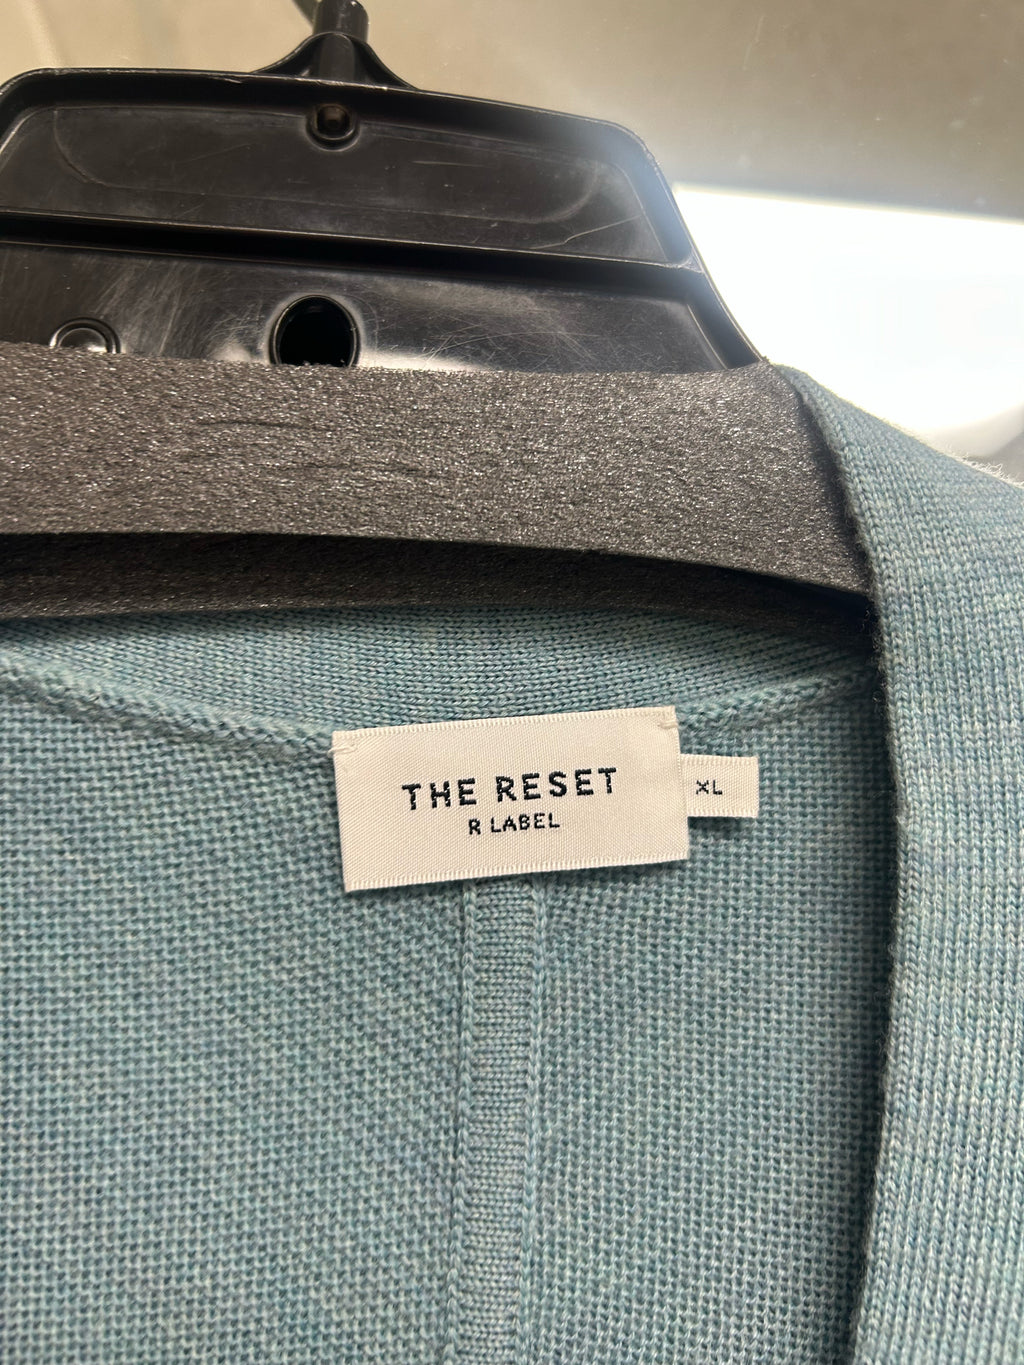 THE RESET
R LABEL
XL